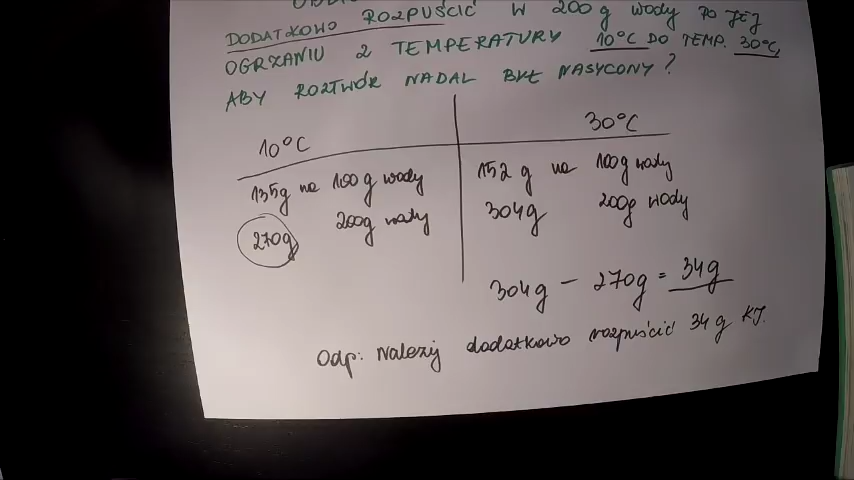 DODATKOWO ROZPUŚCIĆ W 200 g WODY PO JEJ
OGRZANIU Z TEMPERATURY 10°C DO TEMP. 30°C,
ABY ROZTWÓR NADAL BYŁ NASYCONY?
10°C 30°C
135g na 100g wody 152 g na 100g wody
270g 200g wody 304g 200g wody
304g - 270g = 34g
Odp: Należy dodatkowo rozpuścić 34 g KJ.